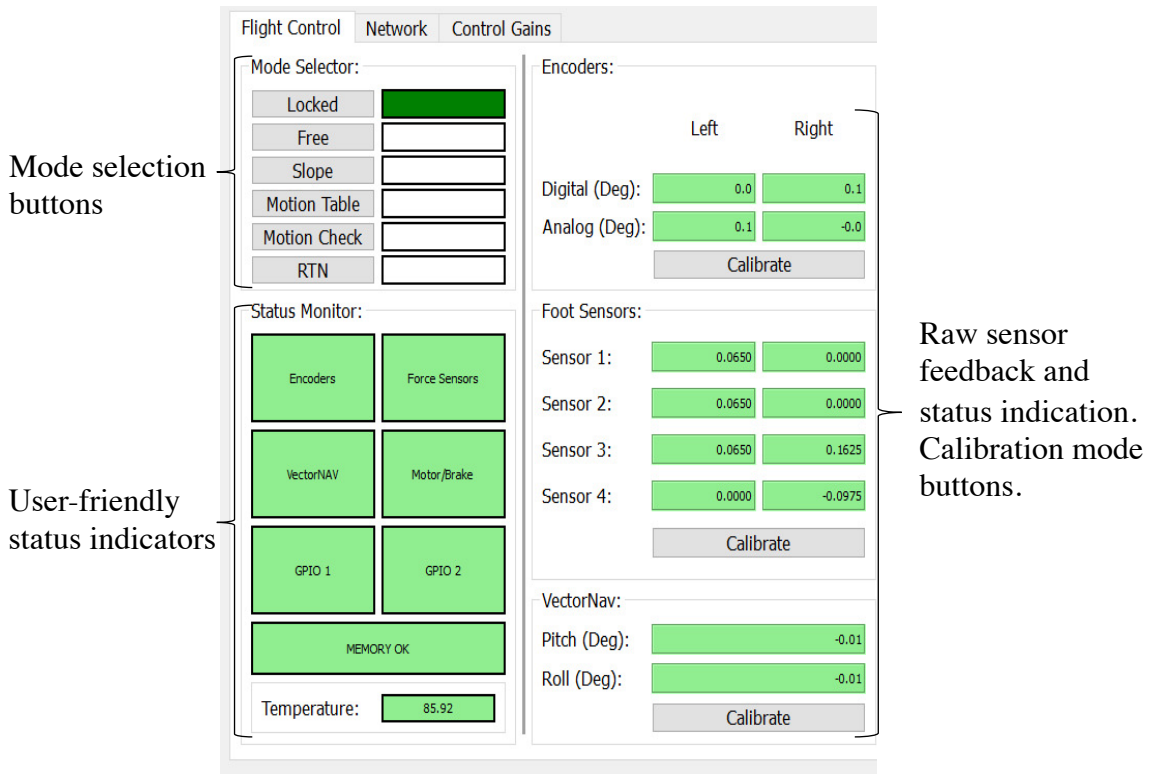 Flight Control Network Control Gains
Mode Selector:
Locked
Free
Slope
Motion Table
Motion Check
RTN
Mode selection
buttons
Status Monitor:
Encoders Force Sensors
VectorNAV Motor/Brake
GPIO 1 GPIO 2
MEMORY OK
Temperature: 85.92
User-friendly
status indicators
Encoders:
Left Right
Digital (Deg): 0.0 0.1
Analog (Deg): 0.1 -0.0
Calibrate
Foot Sensors:
Sensor 1: 0.0650 0.0000
Sensor 2: 0.0650 0.0000
Sensor 3: 0.0650 0.1625
Sensor 4: 0.0000 -0.0975
Calibrate
VectorNav:
Pitch (Deg): -0.01
Roll (Deg): -0.01
Calibrate
Raw sensor
feedback and
status indication.
Calibration mode
buttons.